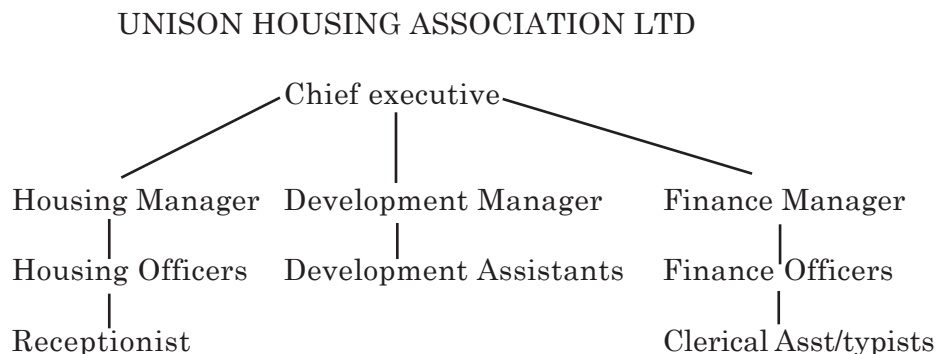 UNISON HOUSING ASSOCIATION LTD
Chief executive
Housing Manager Development Manager Finance Manager
Housing Officers Development Assistants Finance Officers
Receptionist Clerical Asst/typists